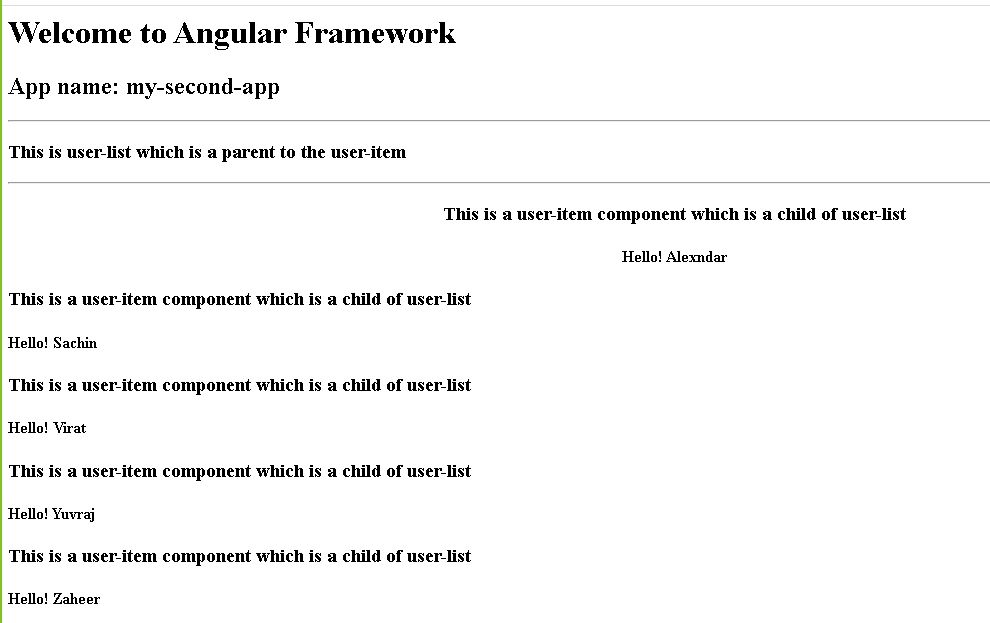 Welcome to Angular Framework
App name: my-second-app
This is user-list which is a parent to the user-item
This is a user-item component which is a child of user-list
Hello! Alexndar
This is a user-item component which is a child of user-list
Hello! Sachin
This is a user-item component which is a child of user-list
Hello! Virat
This is a user-item component which is a child of user-list
Hello! Yuvraj
This is a user-item component which is a child of user-list
Hello! Zaheer